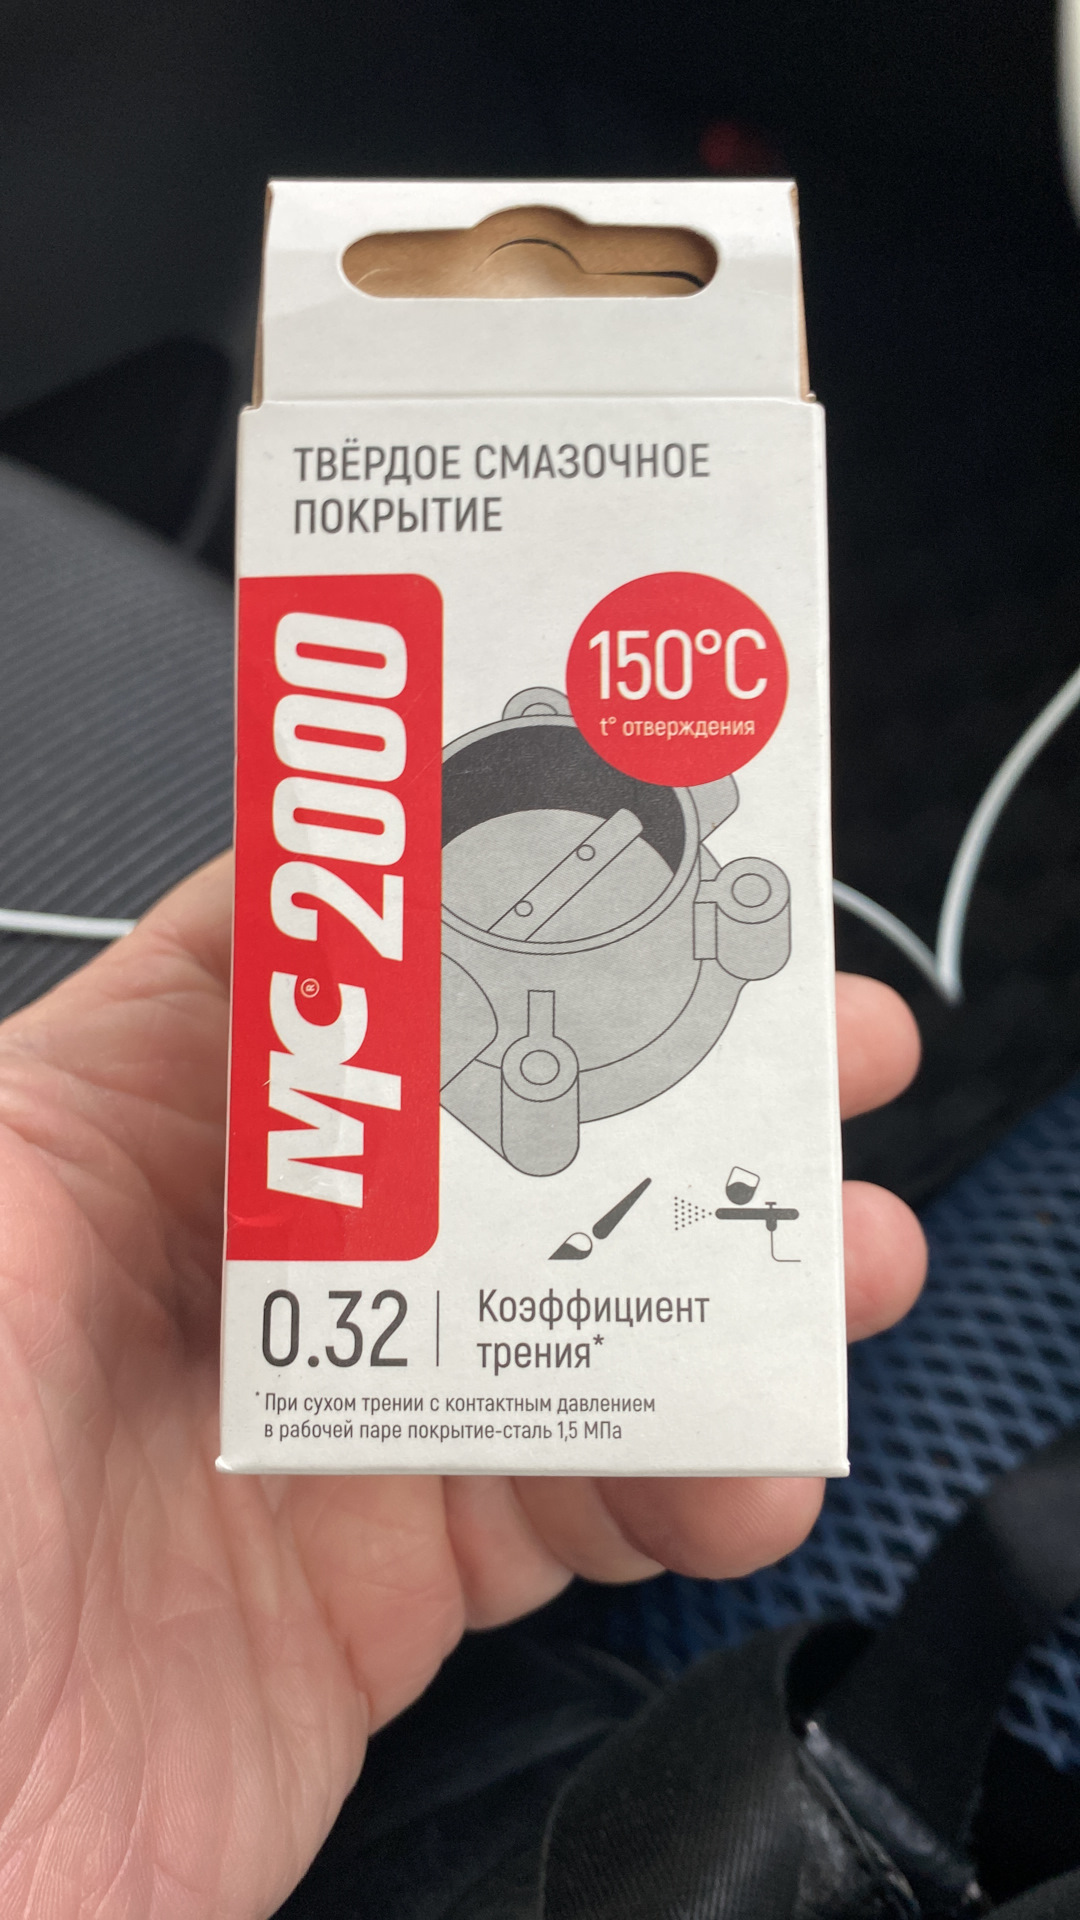 ТВЁРДОЕ СМАЗОЧНОЕ
ПОКРЫТИЕ
150°C
t° отверждения
МС® 2000
0.32
Коэффициент
трения*
* При сухом трении с контактным давлением
в рабочей паре покрытие-сталь 1,5 МПа